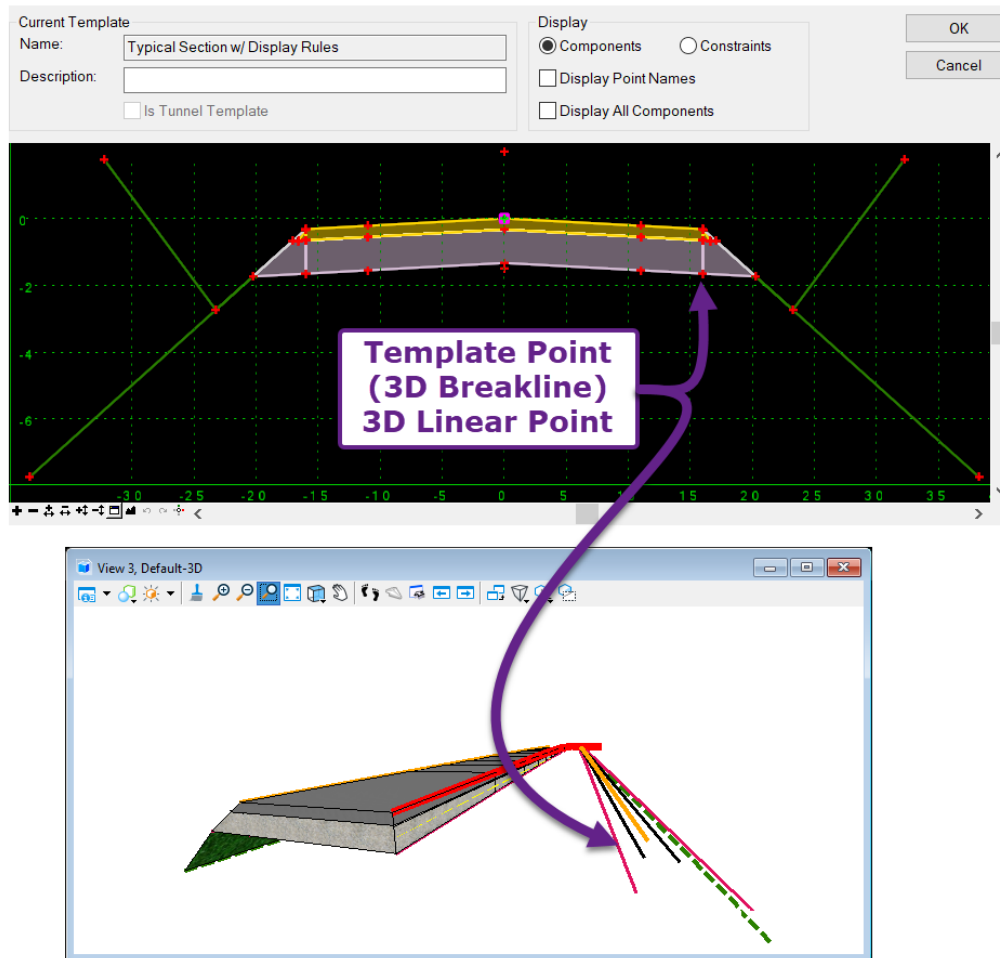 Current Template
Name:
Typical Section w/ Display Rules
Description:
Is Tunnel Template
Display
Components
Constraints
Display Point Names
Display All Components
OK
Cancel
0
-2
-4
-6
-30 -25 -20 -15 -10 -5 0 5 10 15 20 25 30 35
Template Point
(3D Breakline)
3D Linear Point
View 3, Default-3D